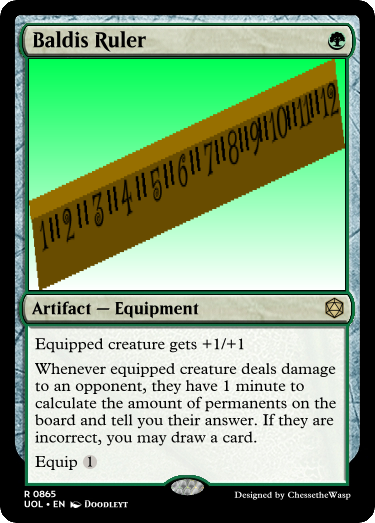 Baldis Ruler
1 2 3 4 5 6 7 8 9 10 11 12
Artifact — Equipment
Equipped creature gets +1/+1
Whenever equipped creature deals damage
to an opponent, they have 1 minute to
calculate the amount of permanents on the
board and tell you their answer. If they are
incorrect, you may draw a card.
Equip 1
R 0865
UOL • EN DOODLEYT
Designed by ChessetheWasp